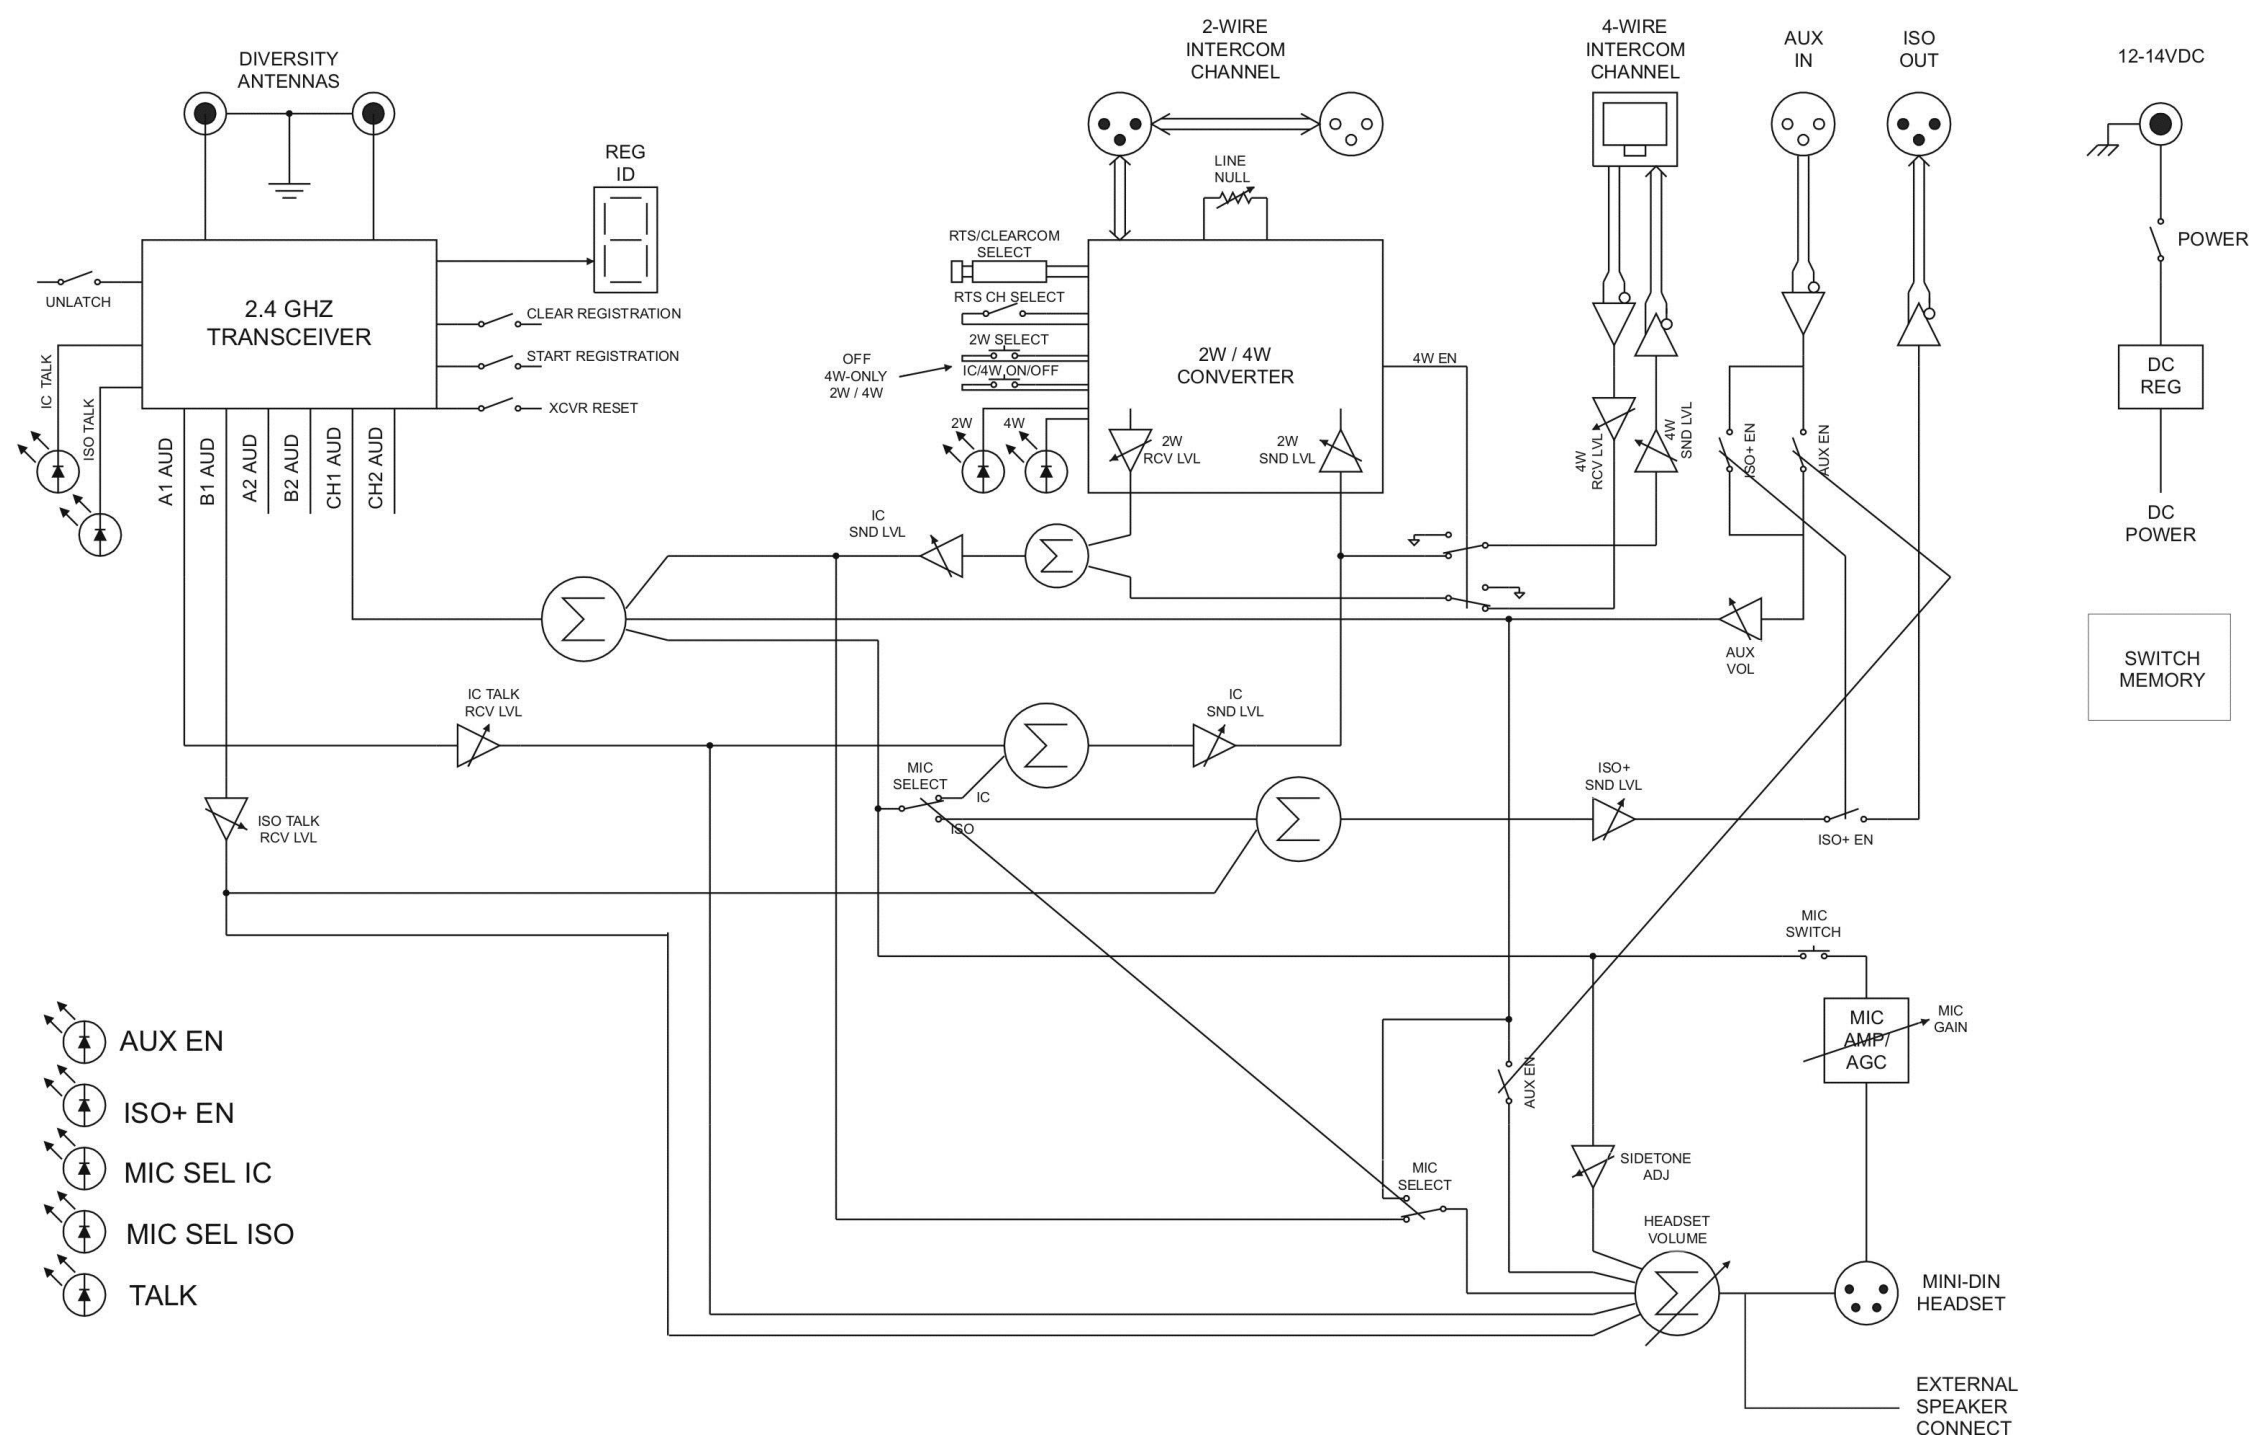 DIVERSITY
ANTENNAS
2-WIRE
INTERCOM
CHANNEL
4-WIRE
INTERCOM
CHANNEL
AUX
IN
ISO
OUT
12-14VDC
REG
ID
LINE
NULL
POWER
RTS/CLEARCOM
SELECT
UNLATCH
2.4 GHZ
TRANSCEIVER
CLEAR REGISTRATION
START REGISTRATION
XCVR RESET
RTS CH SELECT
2W SELECT
IC/4W ON/OFF
OFF
4W-ONLY
2W / 4W
2W / 4W
CONVERTER
4W EN
DC
REG
IC TALK
ISO TALK
A1 AUD
B1 AUD
A2 AUD
B2 AUD
CH1 AUD
CH2 AUD
2W
4W
2W
RCV LVL
2W
SND LVL
4W
RCV LVL
4W
SND LVL
ISO+ EN
AUX EN
DC
POWER
IC
SND LVL
AUX
VOL
SWITCH
MEMORY
IC TALK
RCV LVL
IC
SND LVL
MIC
SELECT
IC
ISO
ISO+
SND LVL
ISO+ EN
ISO TALK
RCV LVL
MIC
SWITCH
MIC
AMP/
AGC
MIC
GAIN
AUX EN
AUX EN
ISO+ EN
MIC SEL IC
MIC SEL ISO
TALK
MIC
SELECT
SIDETONE
ADJ
HEADSET
VOLUME
MINI-DIN
HEADSET
EXTERNAL
SPEAKER
CONNECT